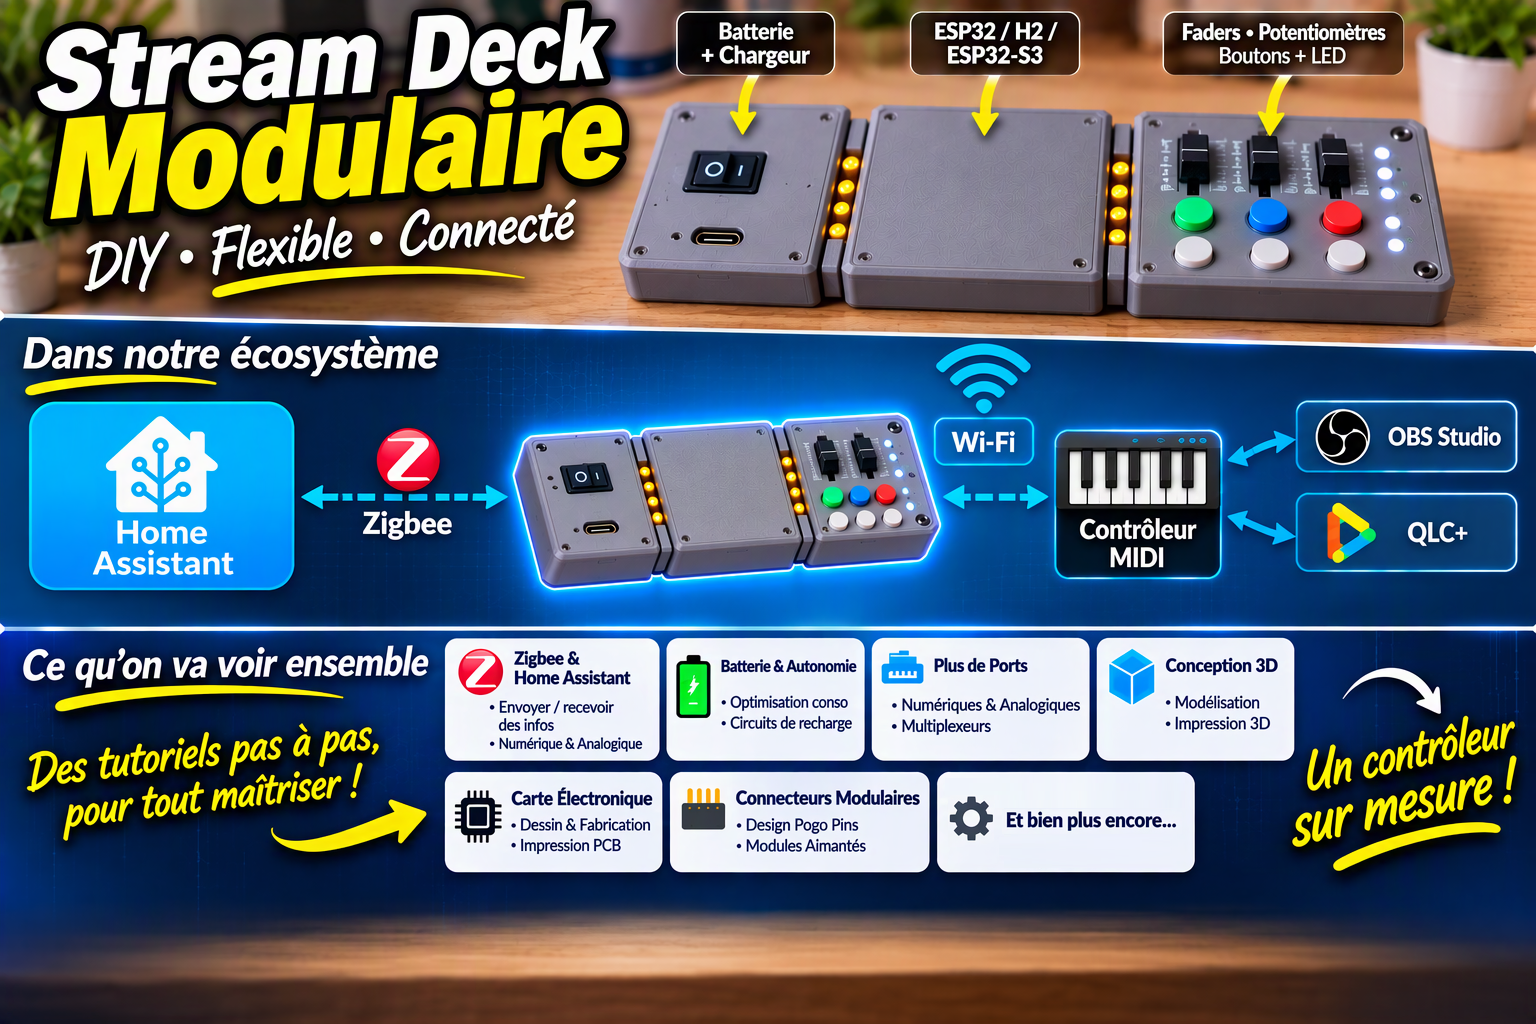 Stream Deck
Modulaire
DIY • Flexible • Connecté
Batterie
+ Chargeur
ESP32 / H2 /
ESP32-S3
Faders • Potentiomètres
Boutons + LED
Dans notre écosystème
Home
Assistant
Zigbee
Wi-Fi
Contrôleur
MIDI
OBS Studio
QLC+
Ce qu'on va voir ensemble
Des tutoriels pas à pas,
pour tout maîtriser !
Zigbee &
Home Assistant
• Envoyer / recevoir
des infos
• Numérique & Analogique
Batterie & Autonomie
• Optimisation conso
• Circuits de recharge
Plus de Ports
• Numériques & Analogiques
• Multiplexeurs
Conception 3D
• Modélisation
• Impression 3D
Carte Électronique
• Dessin & Fabrication
• Impression PCB
Connecteurs Modulaires
• Design Pogo Pins
• Modules Aimantés
Et bien plus encore...
Un contrôleur
sur mesure !